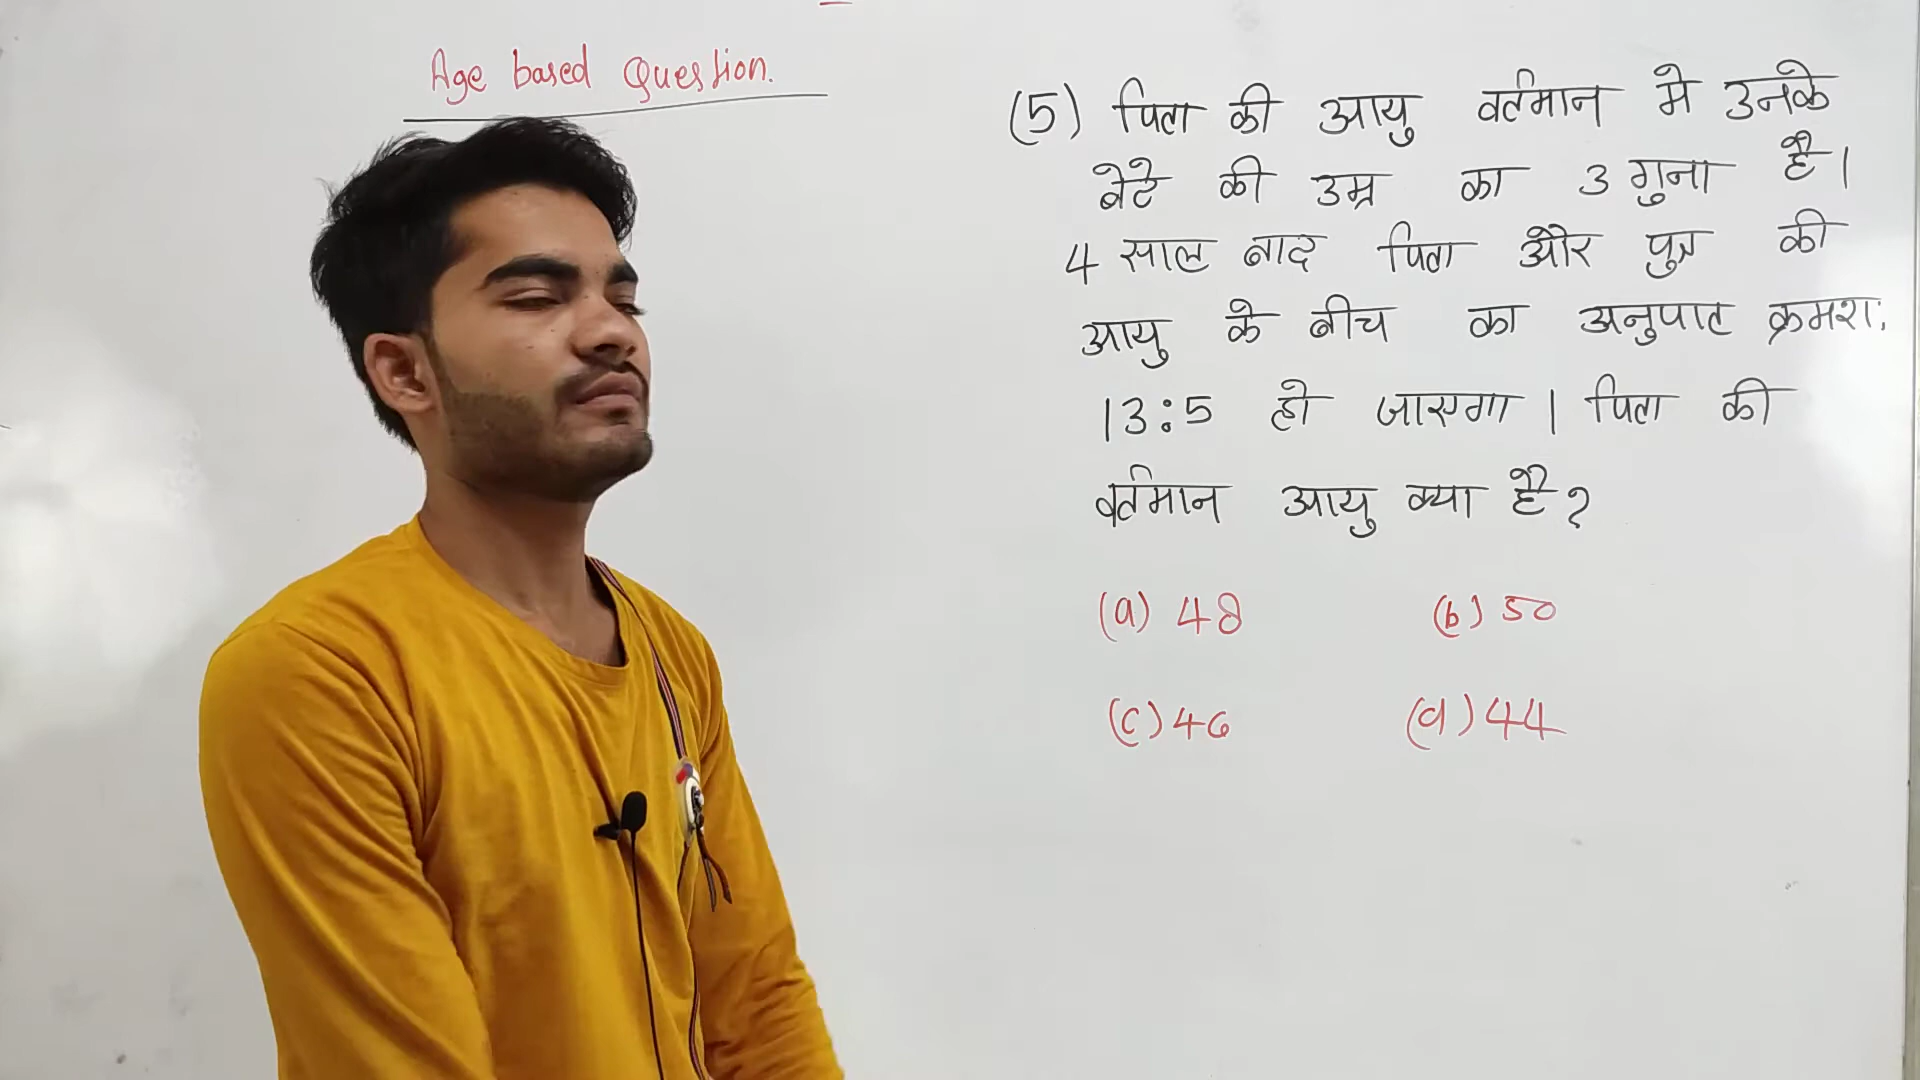 Age based Question.
(5) पिता की आयु वर्तमान मे उनके
बेटे की उम्र का 3 गुना है।
4 साल बाद पिता और पुत्र की
आयु के बीच का अनुपात क्रमश:
13:5 हो जाएगा। पिता की
वर्तमान आयु क्या है?
(a) 48 (b) 50
(c) 46 (d) 44